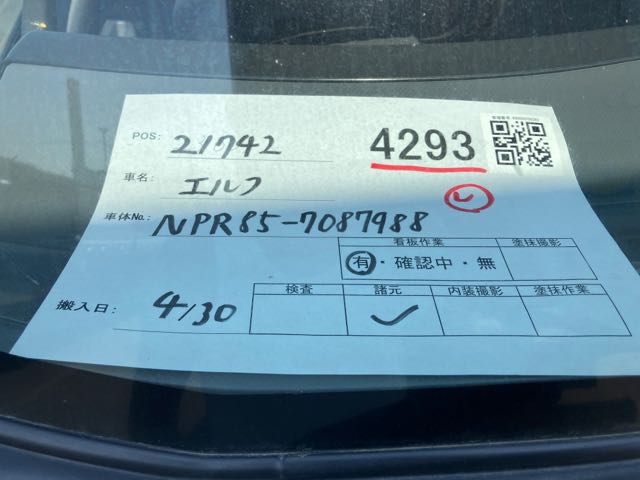 POS: 21742 4293
車名: エルフ
車体No.: NPR85-7087988
看板作業 塗抹撮影
有・確認中・無
搬入日: 4/30
検査 諸元 内装撮影 塗抹作業